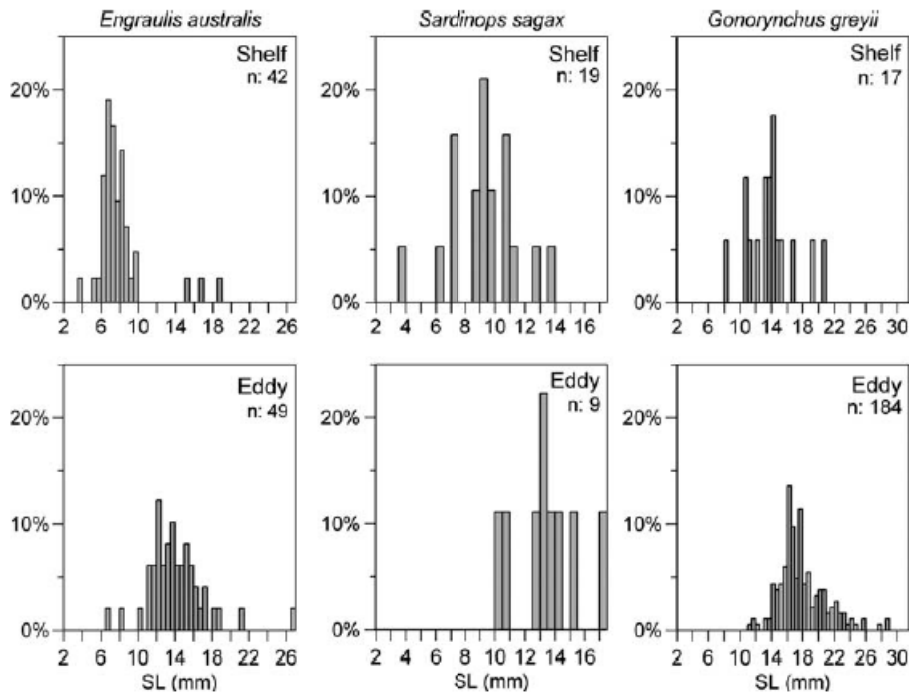 Engraulis australis
Sardinops sagax
Gonorynchus greyii
Shelf
n: 42
20%
10%
0%
2 6 10 14 18 22 26
Shelf
n: 19
20%
10%
0%
2 4 6 8 10 12 14 16
Shelf
n: 17
20%
10%
0%
2 6 10 14 18 22 26 30
Eddy
n: 49
20%
10%
0%
2 6 10 14 18 22 26
SL (mm)
Eddy
n: 9
20%
10%
0%
2 4 6 8 10 12 14 16
SL (mm)
Eddy
n: 184
20%
10%
0%
2 6 10 14 18 22 26 30
SL (mm)